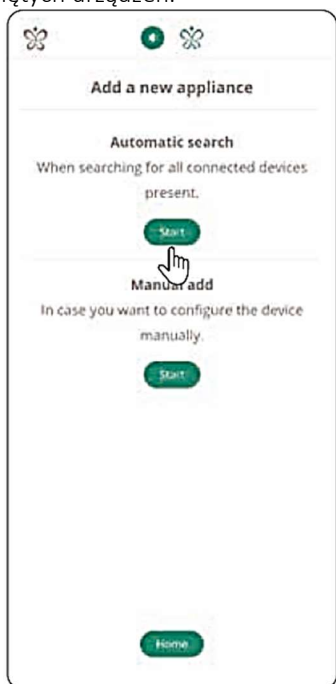 Add a new appliance
Automatic search
When searching for all connected devices
present.
Start
Manual add
In case you want to configure the device
manually.
Start
Home